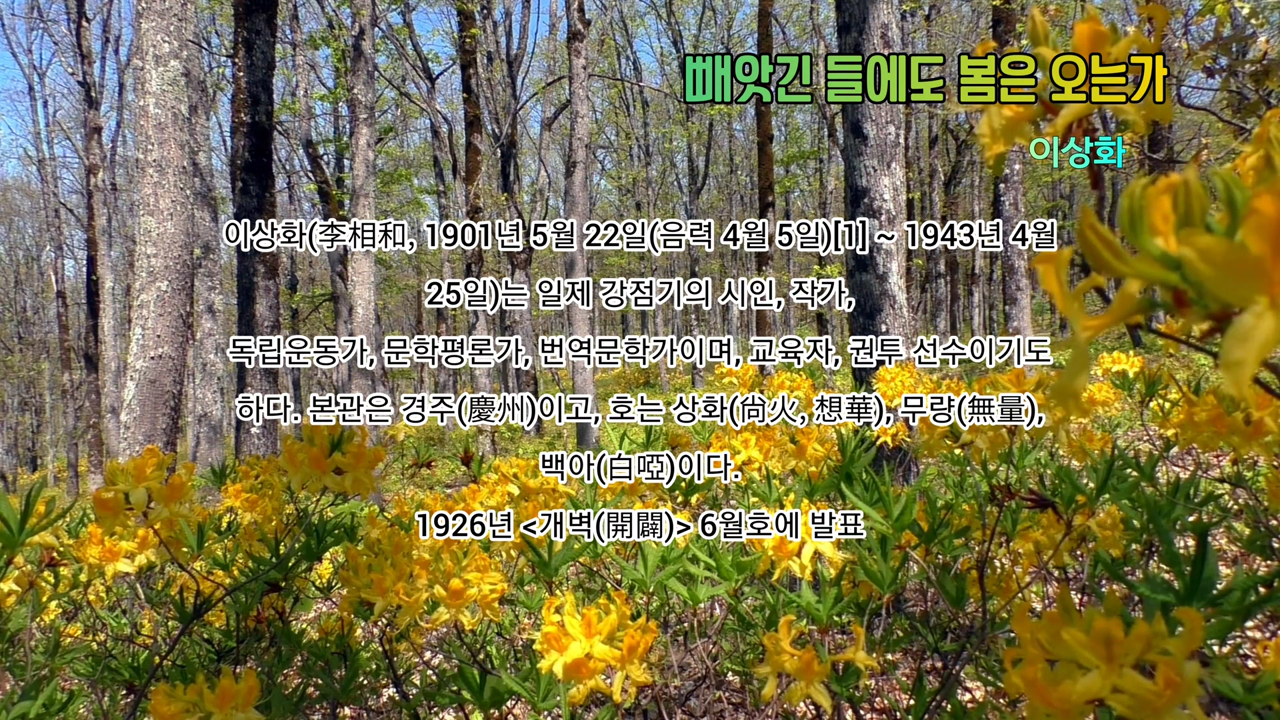 빼앗긴 들에도 봄은 오는가
이상화
이상화(李相和, 1901년 5월 22일(음력 4월 5일)[1] ~ 1943년 4월
25일)는 일제 강점기의 시인, 작가,
독립운동가, 문학평론가, 번역문학가이며, 교육자, 권투 선수이기도
하다. 본관은 경주(慶州)이고, 호는 상화(尙火, 想華), 무량(無量),
백아(白啞)이다.
1926년 <개벽(開闢)> 6월호에 발표